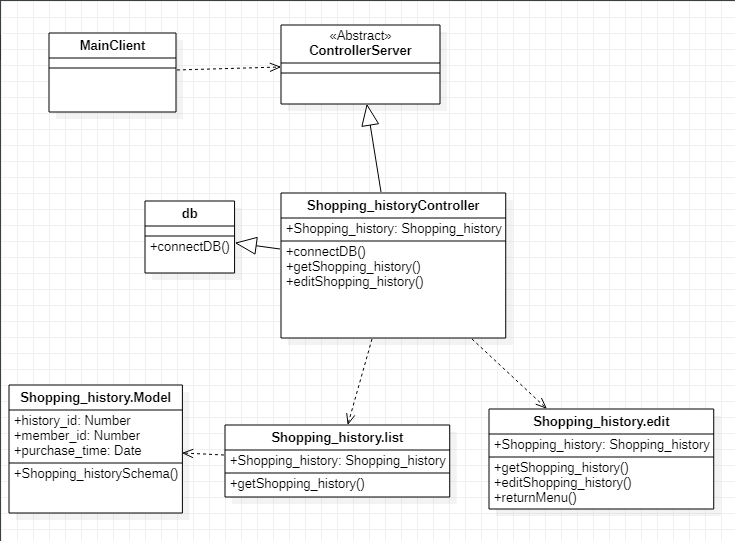 MainClient
«Abstract»
ControllerServer
Shopping_historyController
+Shopping_history: Shopping_history
+connectDB()
+getShopping_history()
+editShopping_history()
db
+connectDB()
Shopping_history.Model
+history_id: Number
+member_id: Number
+purchase_time: Date
+Shopping_historySchema()
Shopping_history.list
+Shopping_history: Shopping_history
+getShopping_history()
Shopping_history.edit
+Shopping_history: Shopping_history
+getShopping_history()
+editShopping_history()
+returnMenu()